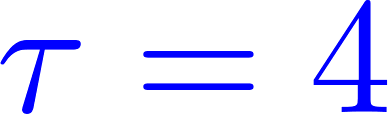 τ = 4